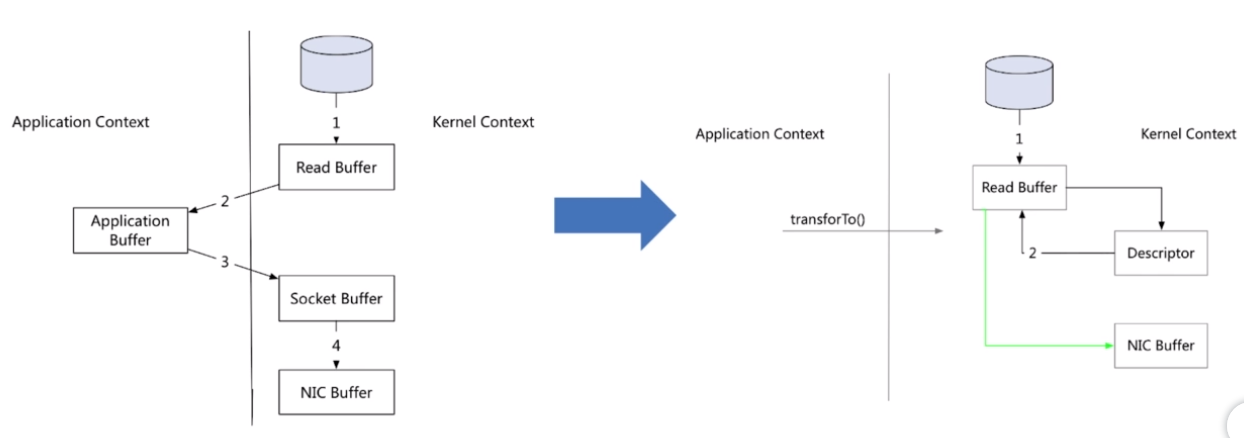 Application Context
1
Kernel Context
Read Buffer
2
Application
Buffer
3
Socket Buffer
4
NIC Buffer
Application Context
1
Kernel Context
Read Buffer
transforTo()
2
Descriptor
NIC Buffer